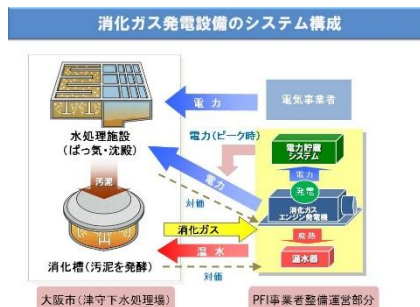 消化ガス発電設備のシステム構成
電力
電気事業者
水処理施設
(ばっ気・沈殿)
電力(ピーク時)
電力貯蔵
システム
電力
発電
汚泥
電力
対価
消化ガス
エンジン発電機
消化ガス
廃熱
温水
温水器
消化槽(汚泥を発酵)
対価
大阪市(津守下水処理場)
PFI事業者整備運営部分